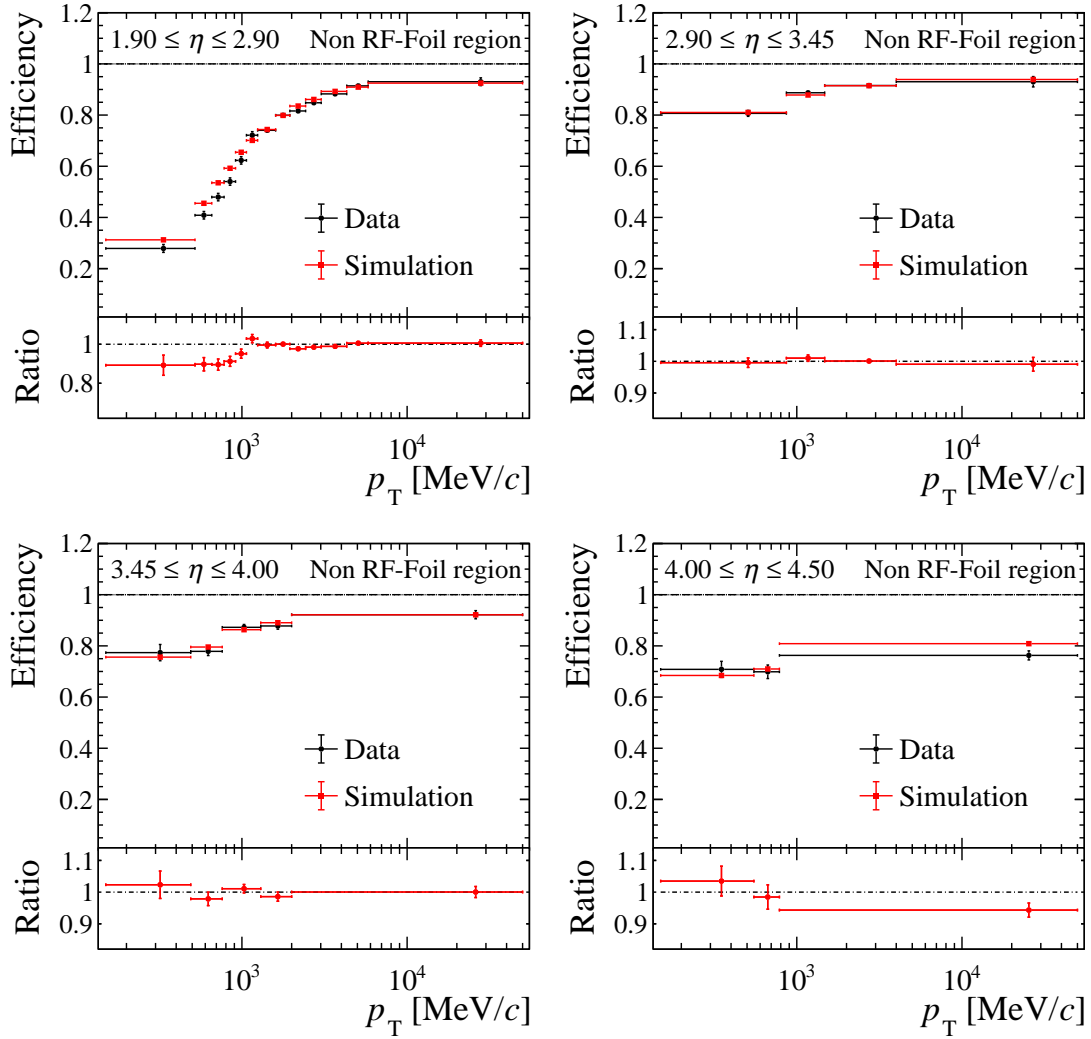 1.2
1.90 ≤ η ≤ 2.90 Non RF-Foil region
1
0.8
0.6
0.4
0.2
Efficiency
Data
Simulation
1
0.8
Ratio
10³ 10⁴
p_T [MeV/c]
1.2
2.90 ≤ η ≤ 3.45 Non RF-Foil region
1
0.8
0.6
0.4
0.2
Efficiency
Data
Simulation
1.1
1
0.9
Ratio
10³ 10⁴
p_T [MeV/c]
1.2
3.45 ≤ η ≤ 4.00 Non RF-Foil region
1
0.8
0.6
0.4
0.2
Efficiency
Data
Simulation
1.1
1
0.9
Ratio
10³ 10⁴
p_T [MeV/c]
1.2
4.00 ≤ η ≤ 4.50 Non RF-Foil region
1
0.8
0.6
0.4
0.2
Efficiency
Data
Simulation
1.1
1
0.9
Ratio
10³ 10⁴
p_T [MeV/c]